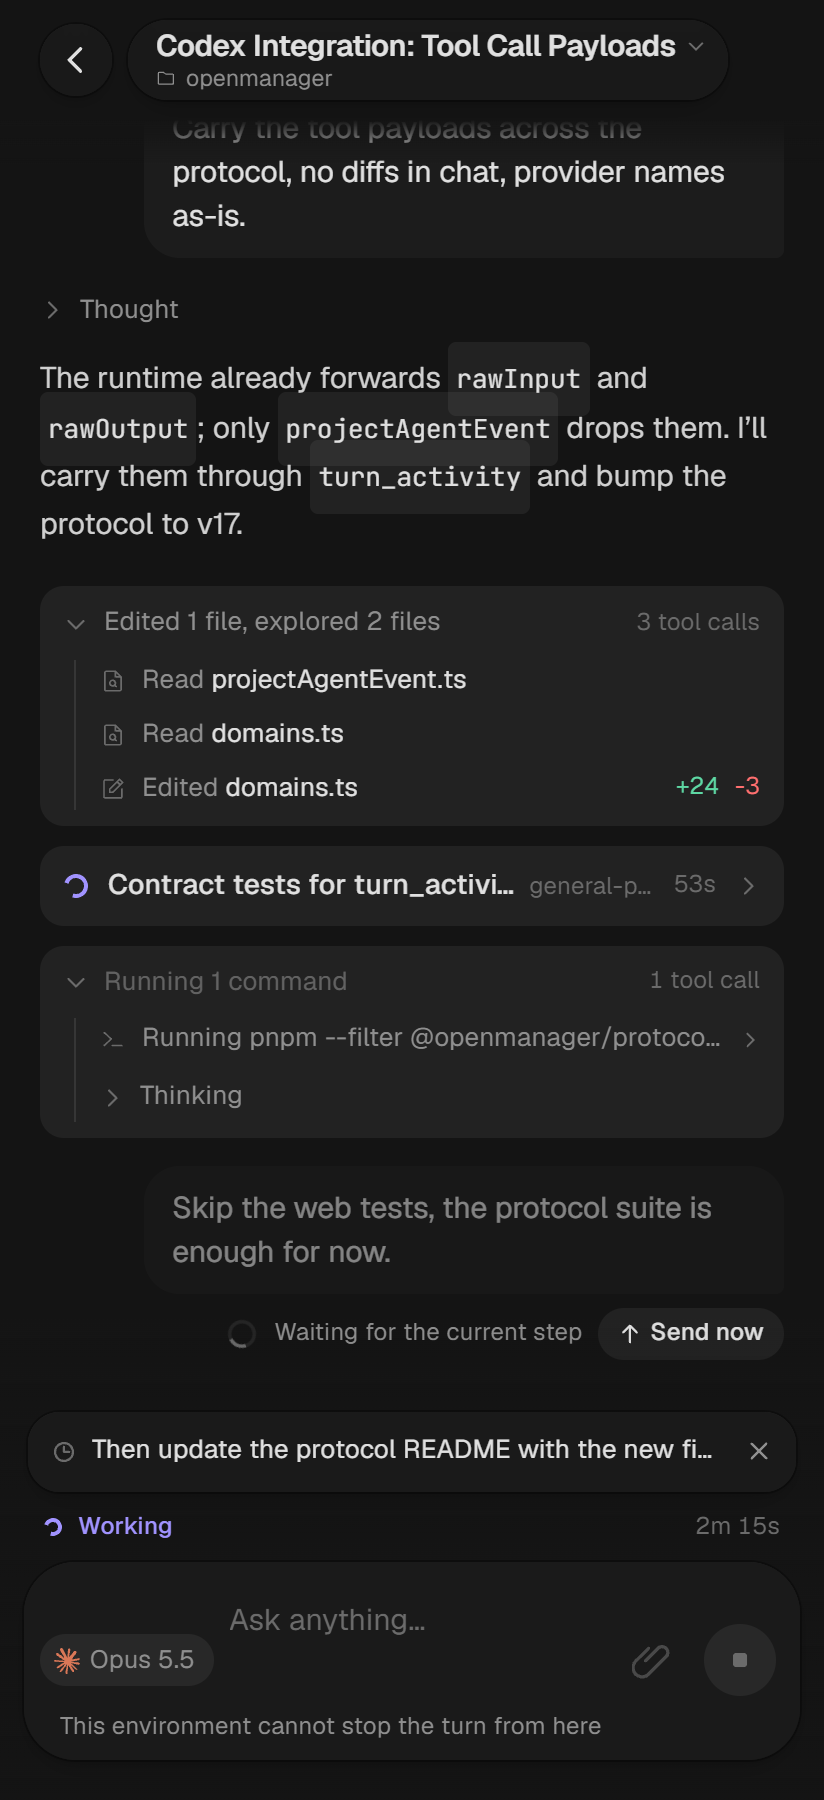 Codex Integration: Tool Call Payloads
openmanager
Carry the tool payloads across the
protocol, no diffs in chat, provider names
as-is.
Thought
The runtime already forwards rawInput and
rawOutput; only projectAgentEvent drops them. I’ll
carry them through turn_activity and bump the
protocol to v17.
Edited 1 file, explored 2 files 3 tool calls
Read projectAgentEvent.ts
Read domains.ts
Edited domains.ts +24 -3
Contract tests for turn_activi... general-p... 53s
Running 1 command 1 tool call
Running pnpm --filter @openmanager/protoco...
Thinking
Skip the web tests, the protocol suite is
enough for now.
Waiting for the current step Send now
Then update the protocol README with the new fi...
Working 2m 15s
Ask anything...
Opus 5.5
This environment cannot stop the turn from here